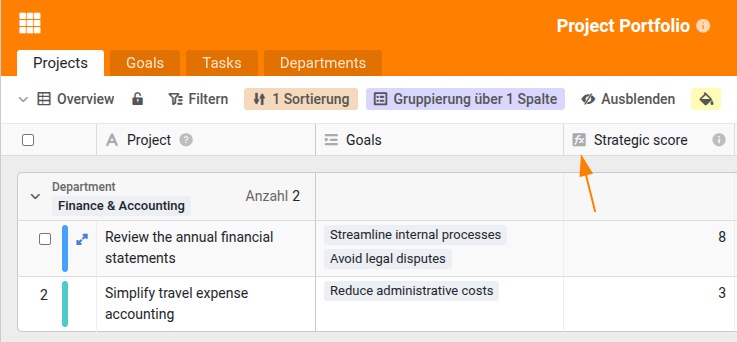 Project Portfolio
Projects Goals Tasks Departments
Overview Filtern 1 Sortierung Gruppierung über 1 Spalte Ausblenden
A Project ? Goals fx Strategic score
Department
Finance & Accounting Anzahl 2
Review the annual financial
statements
Streamline internal processes
Avoid legal disputes
8
2 Simplify travel expense
accounting
Reduce administrative costs
3